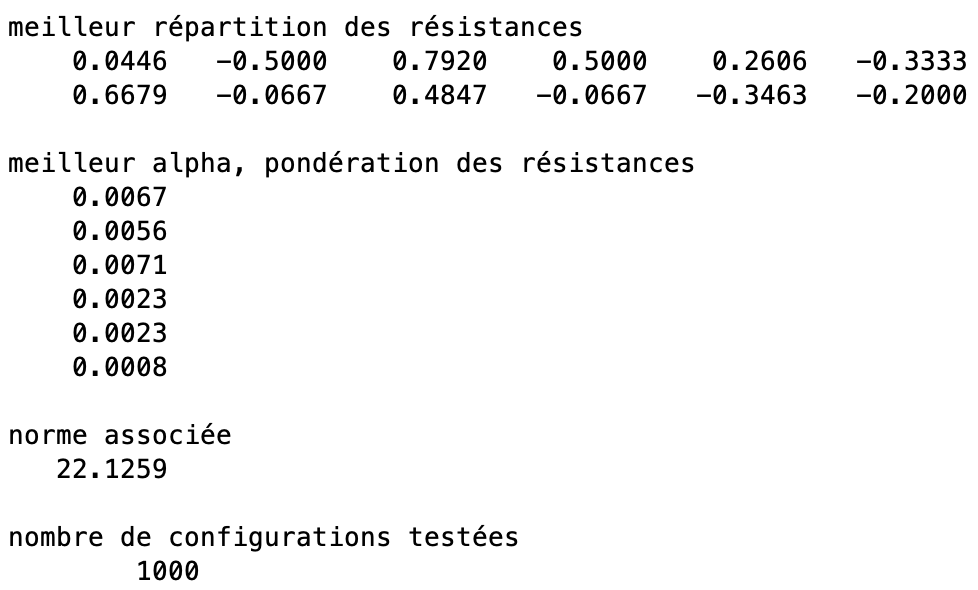 meilleur répartition des résistances
0.0446 −0.5000 0.7920 0.5000 0.2606 −0.3333
0.6679 −0.0667 0.4847 −0.0667 −0.3463 −0.2000
meilleur alpha, pondération des résistances
0.0067
0.0056
0.0071
0.0023
0.0023
0.0008
norme associée
22.1259
nombre de configurations testées
1000